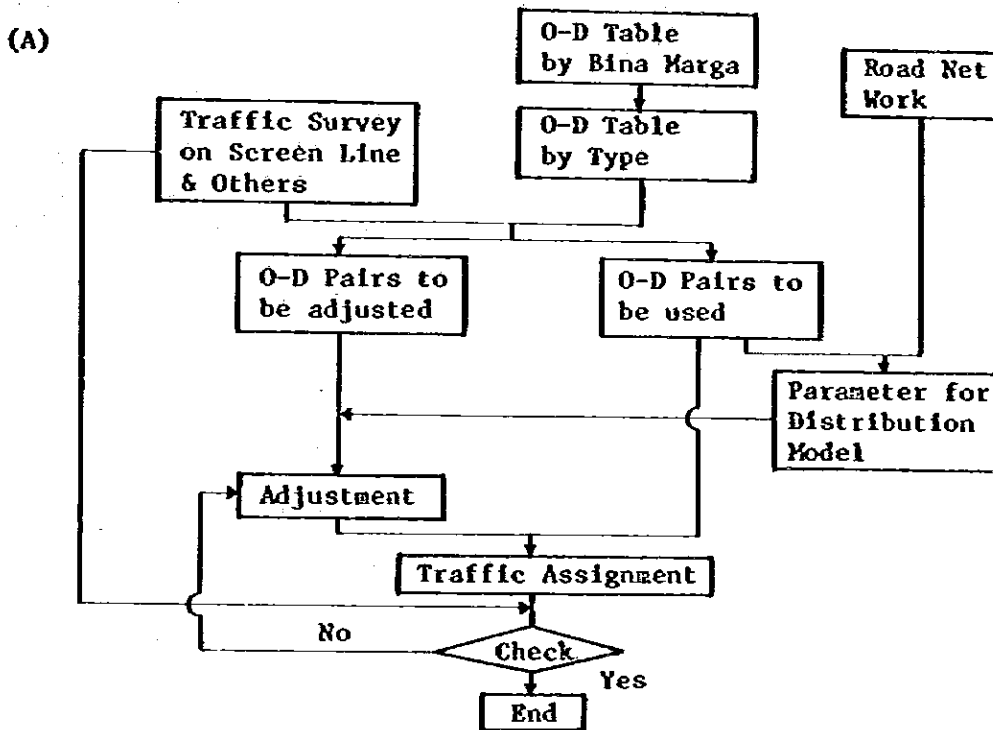 (A)
O-D Table
by Bina Marga
Road Net
Work
Traffic Survey
on Screen Line
& Others
O-D Table
by Type
O-D Pairs to
be adjusted
O-D Pairs to
be used
Parameter for
Distribution
Model
Adjustment
Traffic Assignment
No
Check
Yes
End